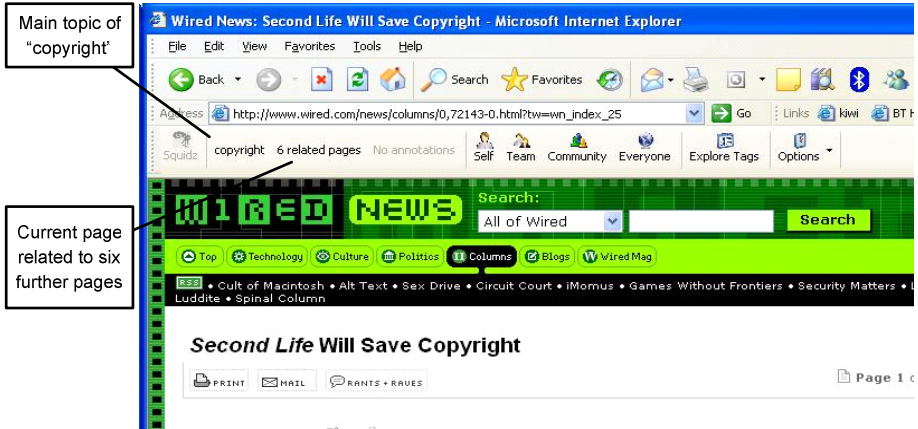 Main topic of
“copyright’
Wired News: Second Life Will Save Copyright - Microsoft Internet Explorer
File Edit View Favorites Tools Help
Back Search Favorites
Address http://www.wired.com/news/columns/0,72143-0.html?tw=wn_index_25 Go Links kiwi BT H
Squidz copyright 6 related pages No annotations Self Team Community Everyone Explore Tags Options
WIRED NEWS
Search:
All of Wired Search
Current page
related to six
further pages
Top Technology Culture Politics Columns Blogs Wired Mag
RSS • Cult of Macintosh • Alt Text • Sex Drive • Circuit Court • iMomus • Games Without Frontiers • Security Matters • L
Luddite • Spinal Column
Second Life Will Save Copyright
PRINT MAIL RANTS + RAVES Page 1 o